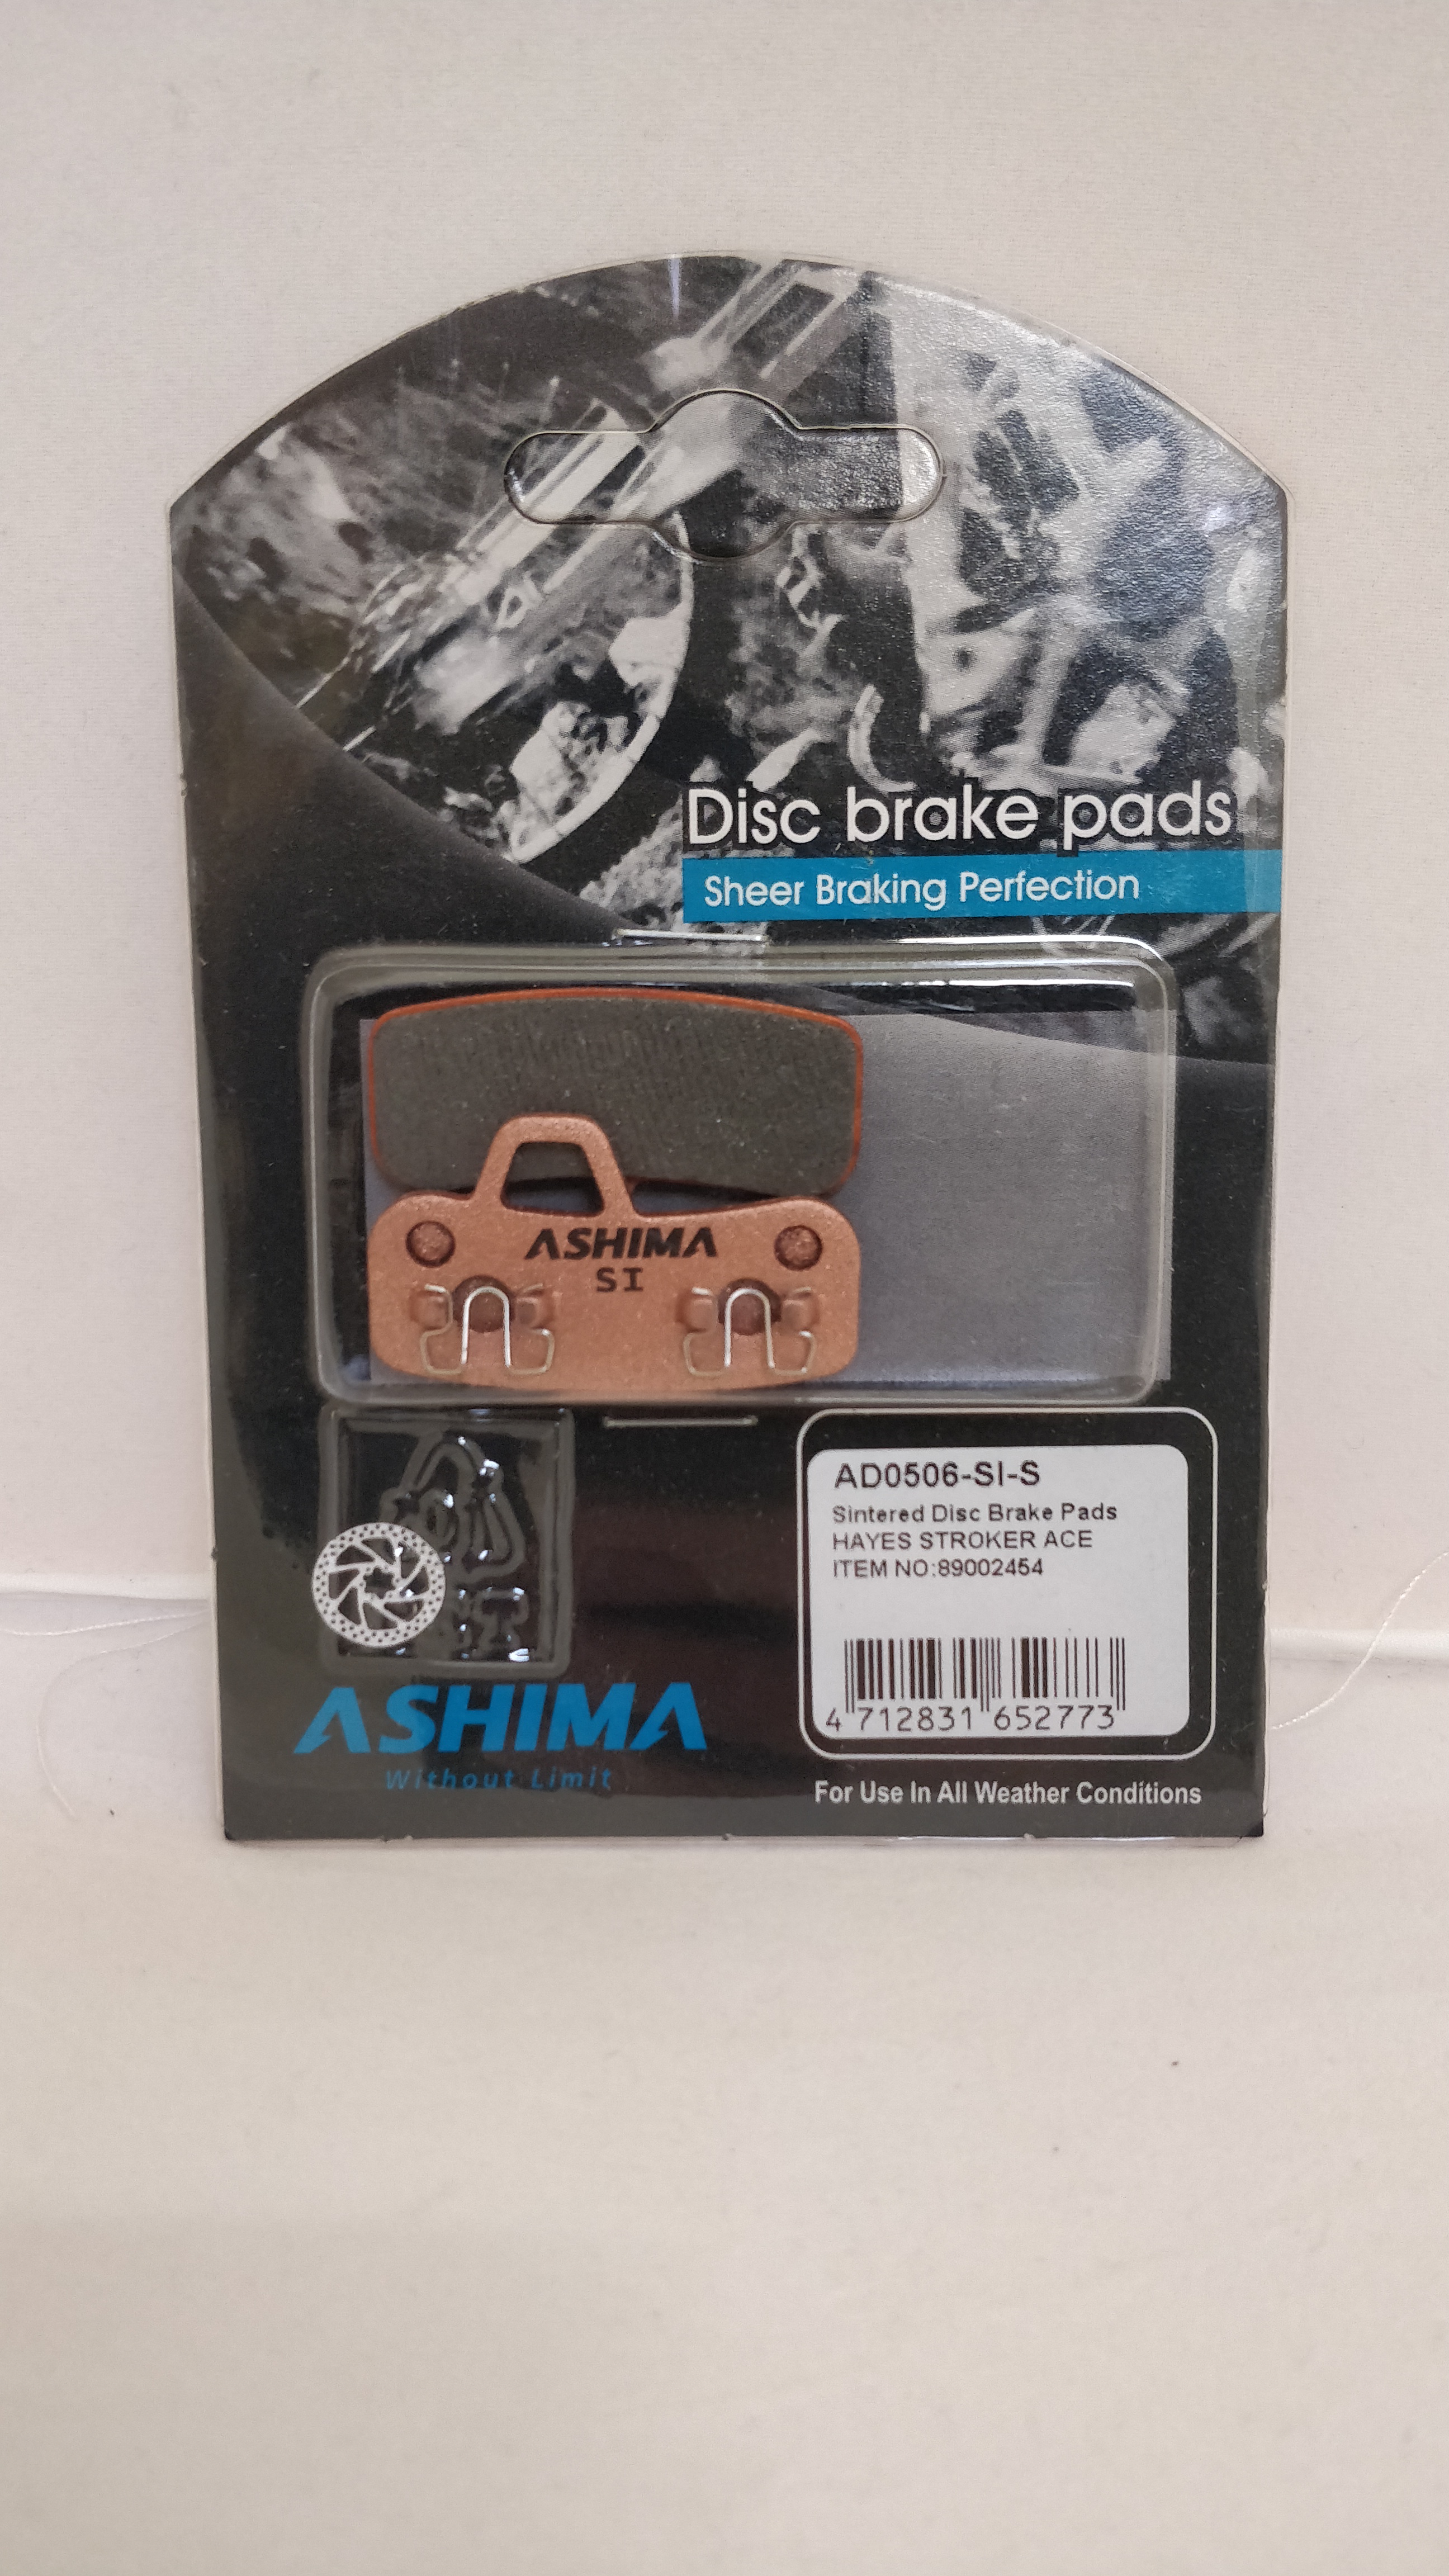 Disc brake pads
Sheer Braking Perfection
ASHIMA
SI
AD0506-SI-S
Sintered Disc Brake Pads
HAYES STROKER ACE
ITEM NO:89002454
4 712831 652773
ASHIMA
Without Limit
For Use In All Weather Conditions